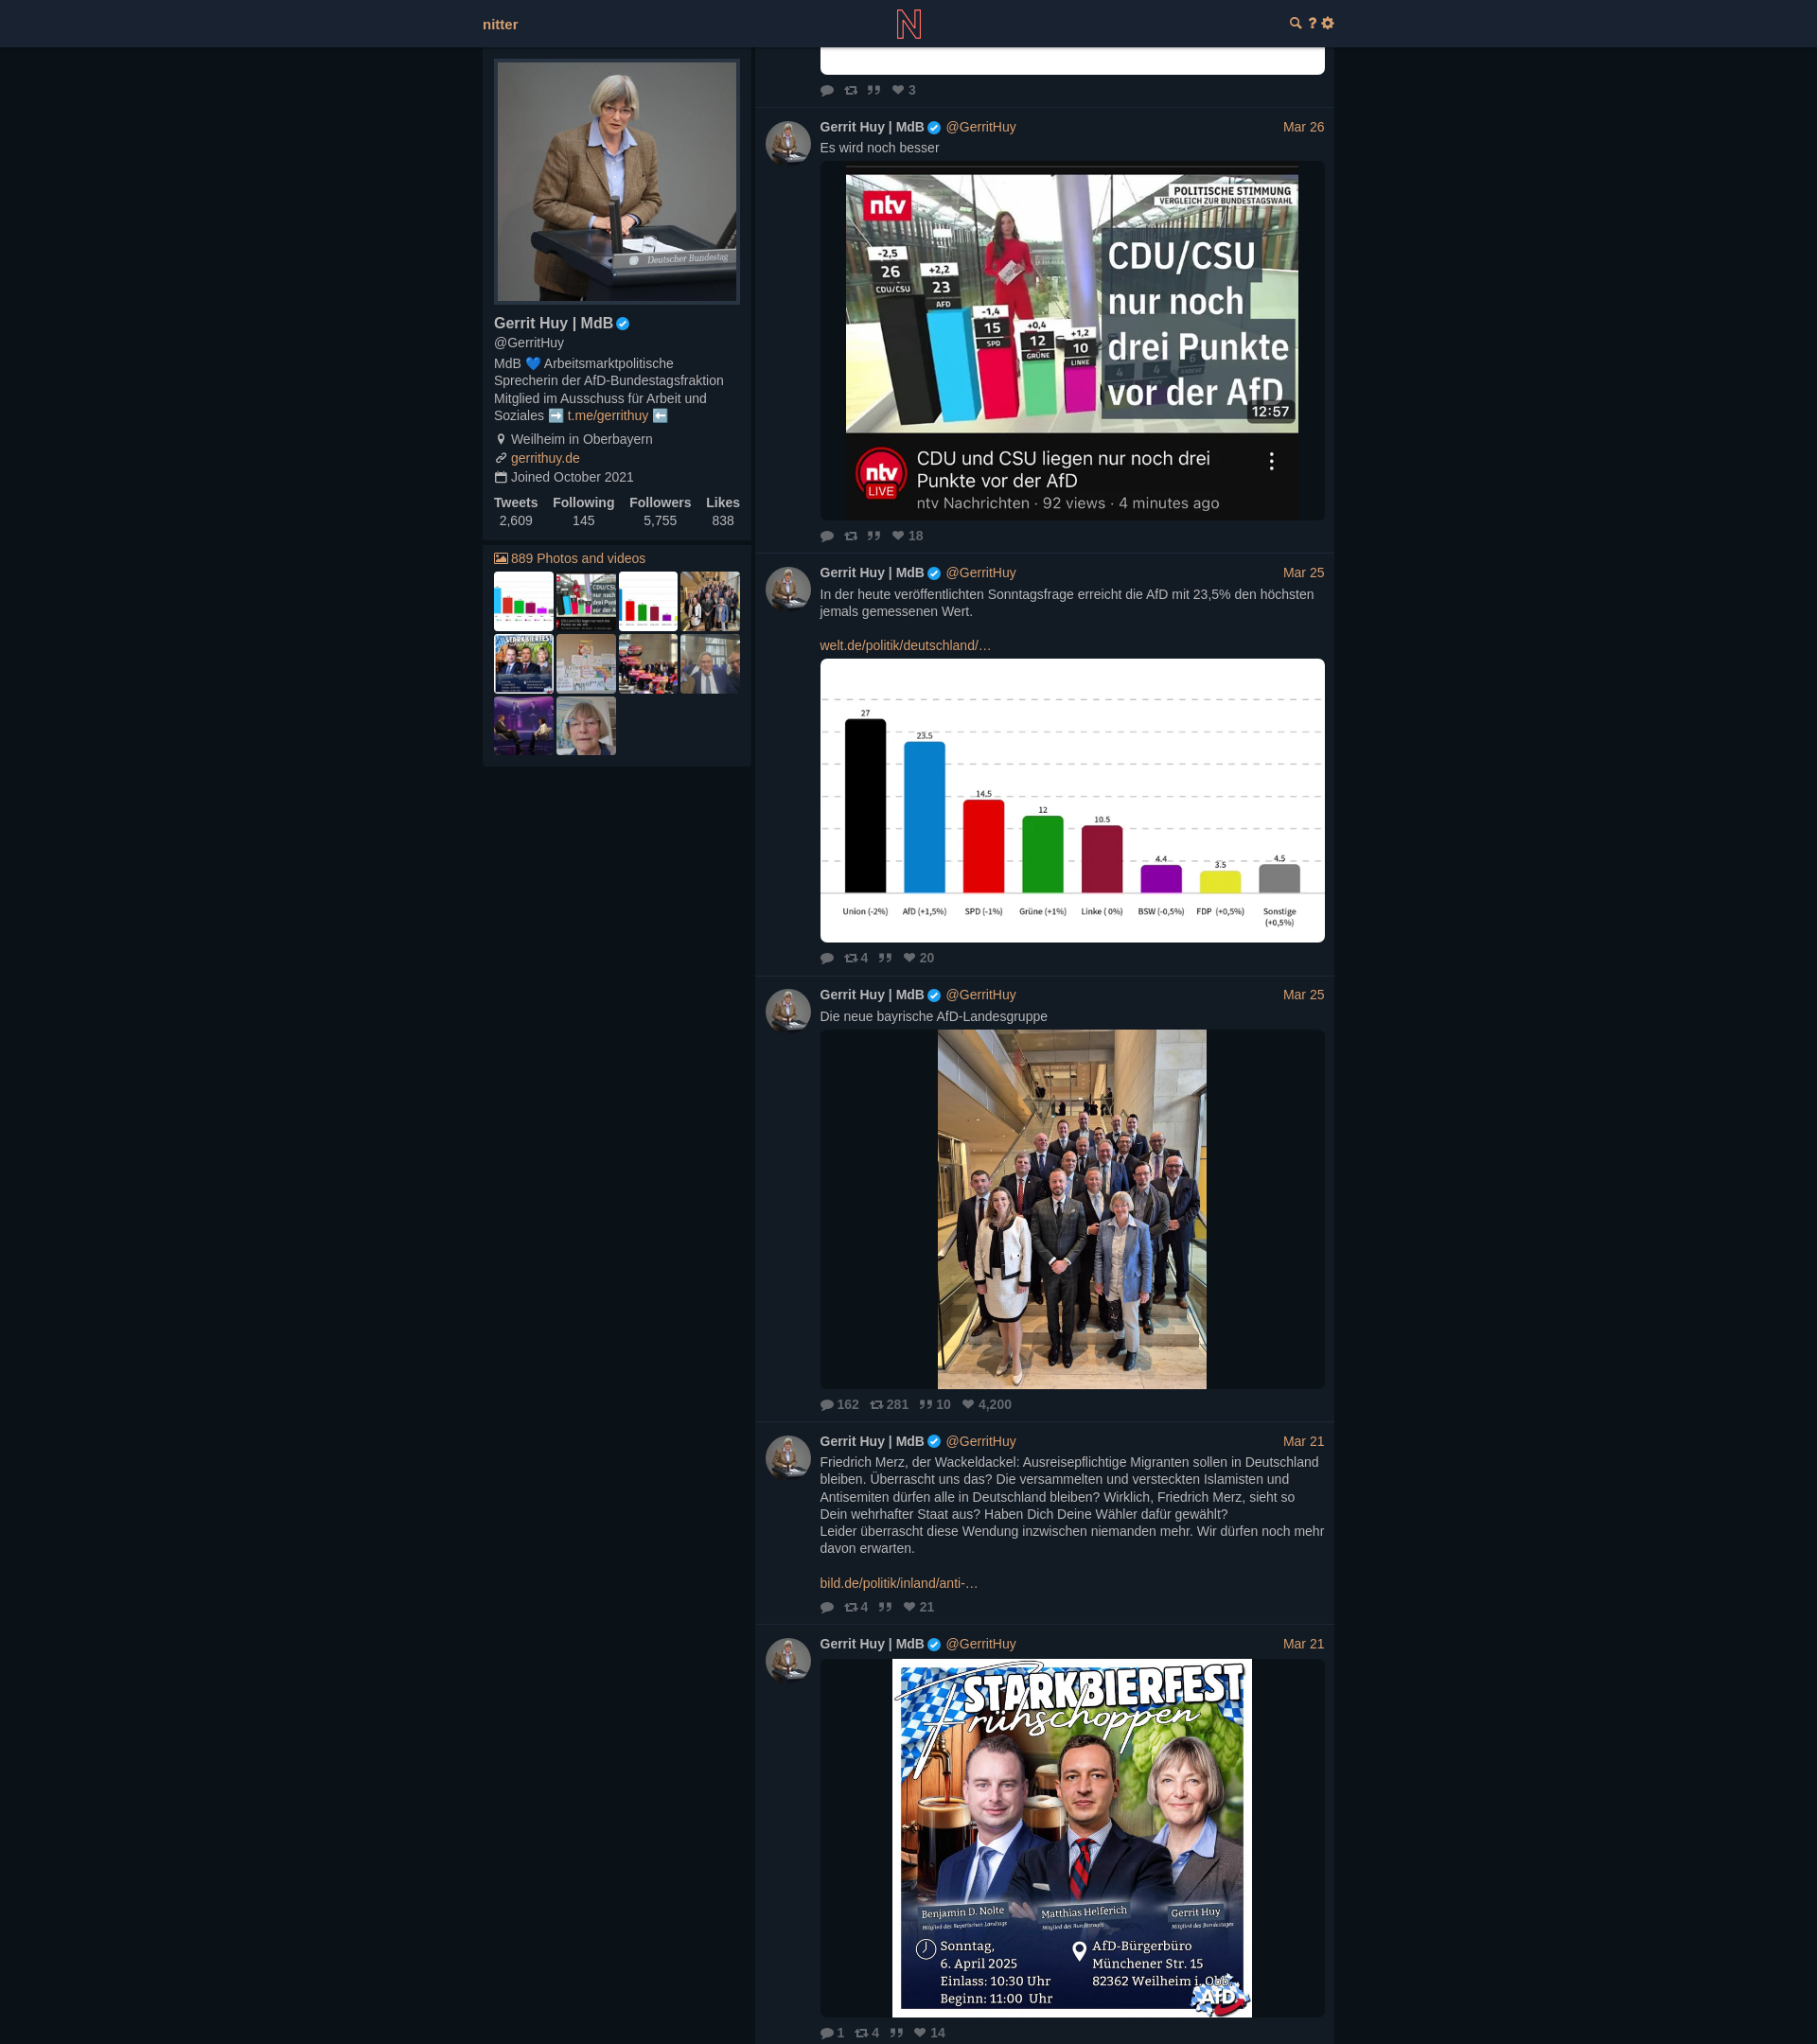 nitter
Deutscher Bundestag
Gerrit Huy | MdB
@GerritHuy
MdB 💙 Arbeitsmarktpolitische
Sprecherin der AfD-Bundestagsfraktion
Mitglied im Ausschuss für Arbeit und
Soziales ➡️ t.me/gerrithuy ⬅️
Weilheim in Oberbayern
gerrithuy.de
Joined October 2021
Tweets Following Followers Likes
2,609 145 5,755 838
889 Photos and videos
3
Gerrit Huy | MdB @GerritHuy Mar 26
Es wird noch besser
ntv
POLITISCHE STIMMUNG
VERGLEICH ZUR BUNDESTAGSWAHL
-2,5
26
CDU/CSU
+2,2
23
AFD
-1,4
15
SPD
+0,4
12
GRÜNE
+1,2
10
LINKE
CDU/CSU
nur noch
drei Punkte
vor der AfD
12:57
ntv
LIVE
CDU und CSU liegen nur noch drei
Punkte vor der AfD
ntv Nachrichten · 92 views · 4 minutes ago
18
Gerrit Huy | MdB @GerritHuy Mar 25
In der heute veröffentlichten Sonntagsfrage erreicht die AfD mit 23,5% den höchsten
jemals gemessenen Wert.
welt.de/politik/deutschland/…
27
23.5
14.5
12
10.5
4.4
3.5
4.5
Union (-2%) AfD (+1,5%) SPD (-1%) Grüne (+1%) Linke ( 0%) BSW (-0,5%) FDP (+0,5%) Sonstige
(+0,5%)
4 20
Gerrit Huy | MdB @GerritHuy Mar 25
Die neue bayrische AfD-Landesgruppe
162 281 10 4,200
Gerrit Huy | MdB @GerritHuy Mar 21
Friedrich Merz, der Wackeldackel: Ausreisepflichtige Migranten sollen in Deutschland
bleiben. Überrascht uns das? Die versammelten und versteckten Islamisten und
Antisemiten dürfen alle in Deutschland bleiben? Wirklich, Friedrich Merz, sieht so
Dein wehrhafter Staat aus? Haben Dich Deine Wähler dafür gewählt?
Leider überrascht diese Wendung inzwischen niemanden mehr. Wir dürfen noch mehr
davon erwarten.
bild.de/politik/inland/anti-…
4 21
Gerrit Huy | MdB @GerritHuy Mar 21
STARKBIERFEST
Frühschoppen
Benjamin D. Nolte
Mitglied des Bayerischen Landtags
Matthias Helferich
Mitglied des Bundestages
Gerrit Huy
Mitglied des Bundestages
Sonntag,
6. April 2025
Einlass: 10:30 Uhr
Beginn: 11:00 Uhr
AfD-Bürgerbüro
Münchener Str. 15
82362 Weilheim i. Obb.
AfD
1 4 14